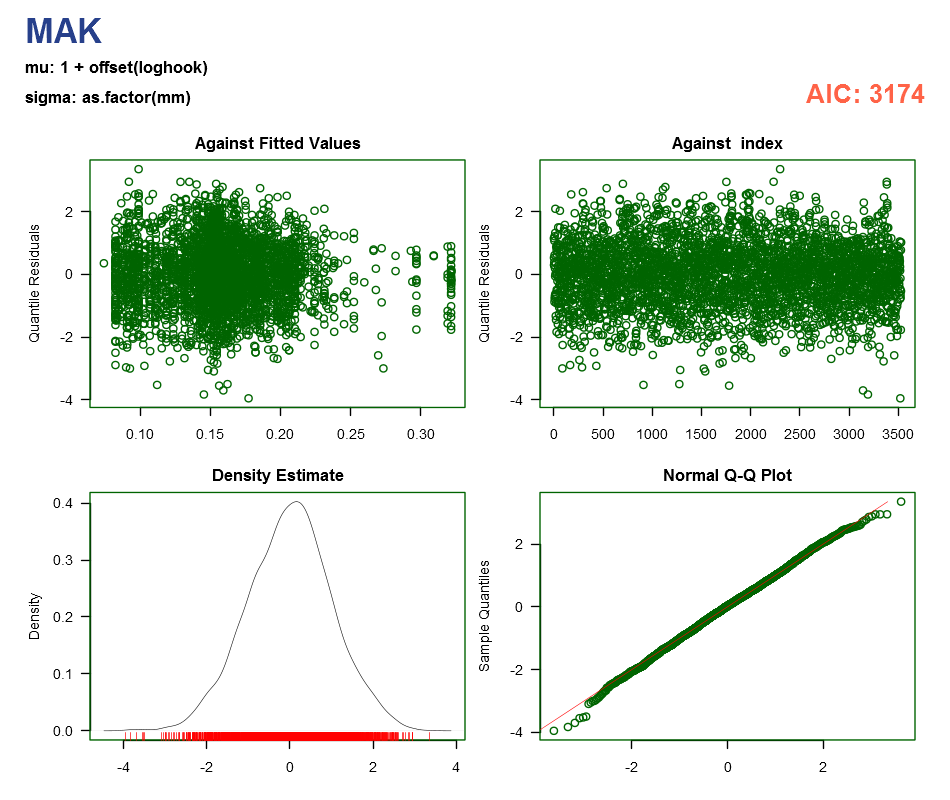 MAK
mu: 1 + offset(loghook)
sigma: as.factor(mm)
AIC: 3174
Against Fitted Values
Against  index
Quantile Residuals
2
0
-2
-4
0.10 0.15 0.20 0.25 0.30
Quantile Residuals
2
0
-2
-4
0 500 1000 1500 2000 2500 3000 3500
Density Estimate
Normal Q-Q Plot
Density
0.4
0.3
0.2
0.1
0.0
-4 -2 0 2 4
Sample Quantiles
2
0
-2
-4
-2 0 2